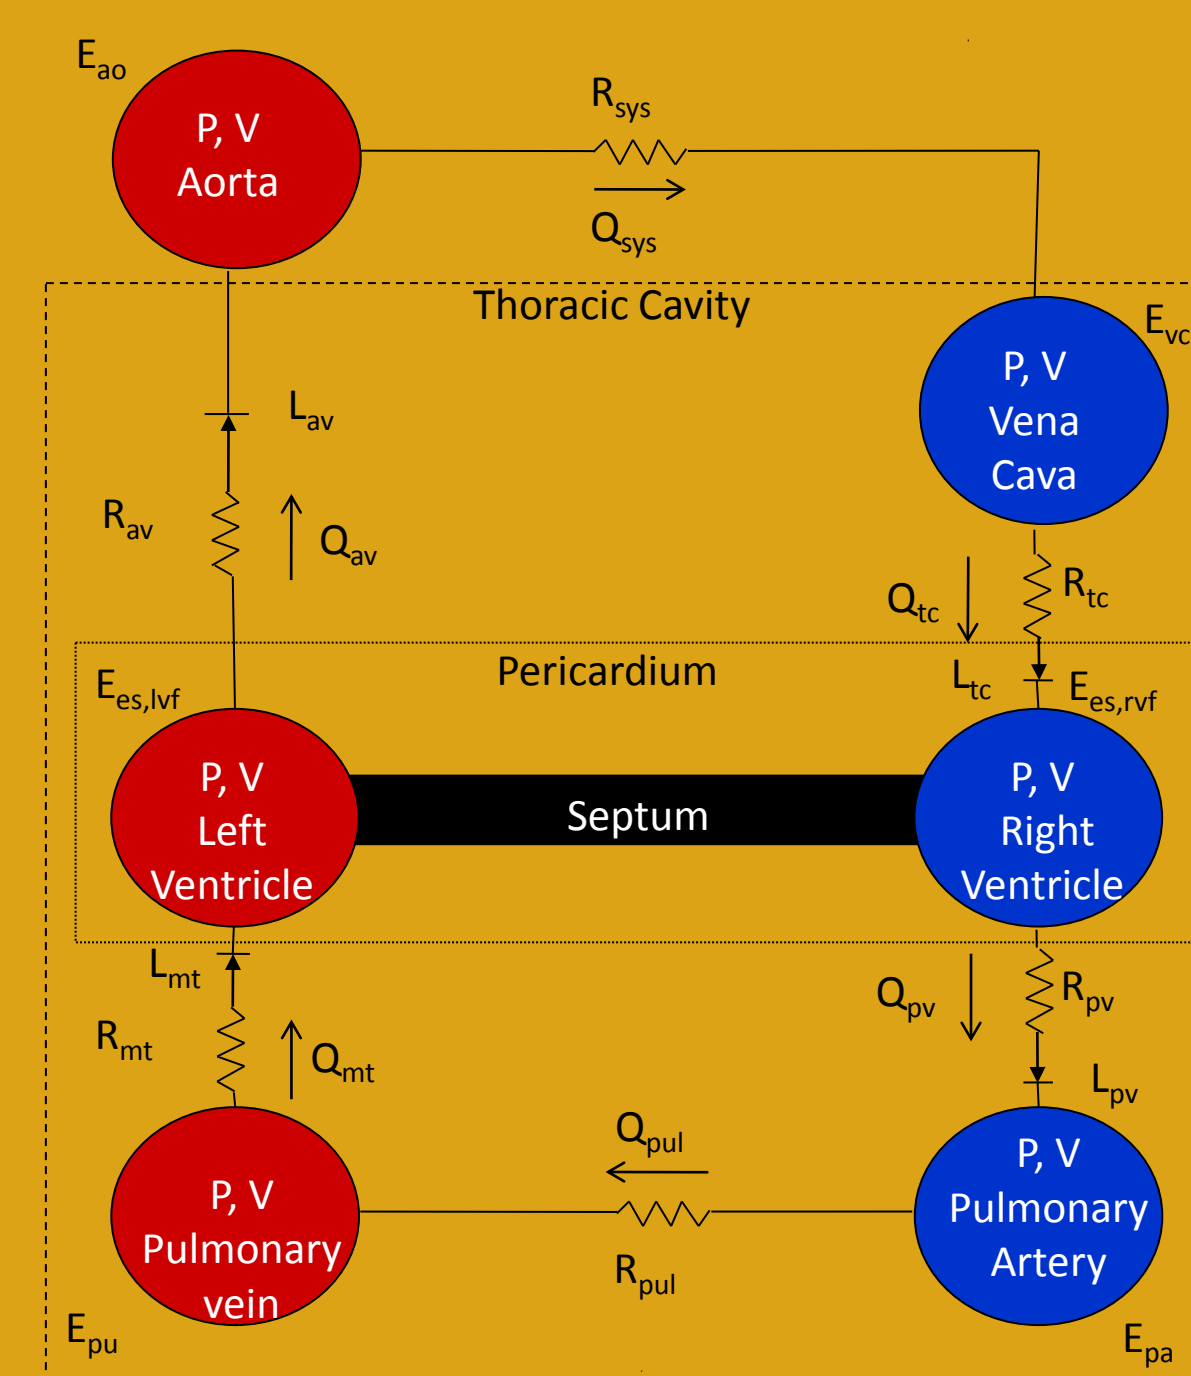 E_ao
P, V
Aorta
R_sys
Q_sys
Thoracic Cavity
E_vc
P, V
Vena
Cava
L_av
R_av
Q_av
Q_tc
R_tc
Pericardium
E_es,lvf
L_tc
E_es,rvf
P, V
Left
Ventricle
Septum
P, V
Right
Ventricle
L_mt
R_mt
Q_mt
Q_pv
R_pv
L_pv
Q_pul
R_pul
P, V
Pulmonary
vein
E_pu
P, V
Pulmonary
Artery
E_pa